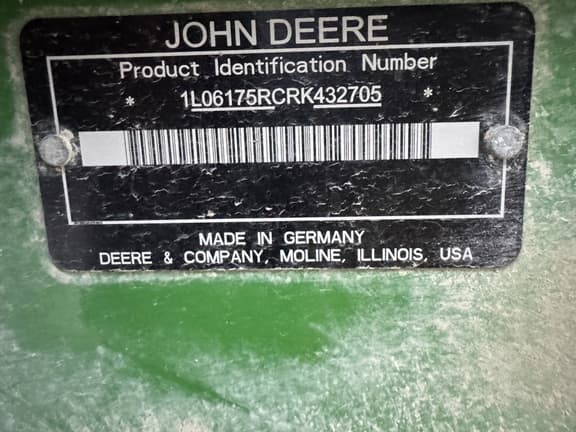 JOHN DEERE
Product Identification Number
* 1L06175RCRK432705 *
MADE IN GERMANY
DEERE & COMPANY, MOLINE, ILLINOIS, USA